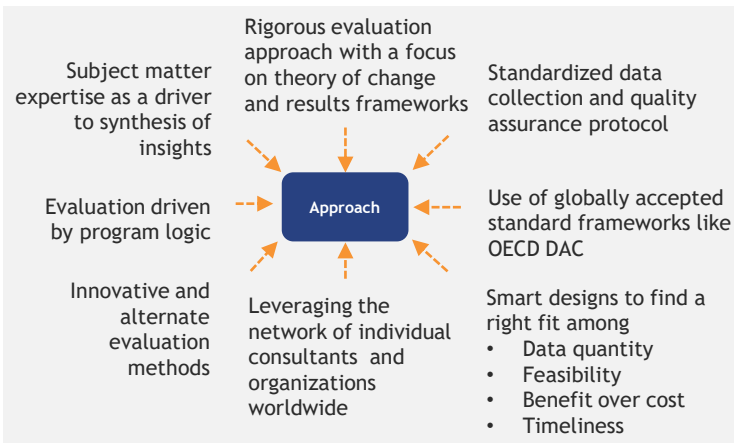 Rigorous evaluation
approach with a focus
on theory of change
and results frameworks
Subject matter
expertise as a driver
to synthesis of
insights
Standardized data
collection and quality
assurance protocol
Evaluation driven
by program logic
Approach
Use of globally accepted
standard frameworks like
OECD DAC
Innovative and
alternate
evaluation
methods
Leveraging the
network of individual
consultants and
organizations
worldwide
Smart designs to find a
right fit among
• Data quantity
• Feasibility
• Benefit over cost
• Timeliness